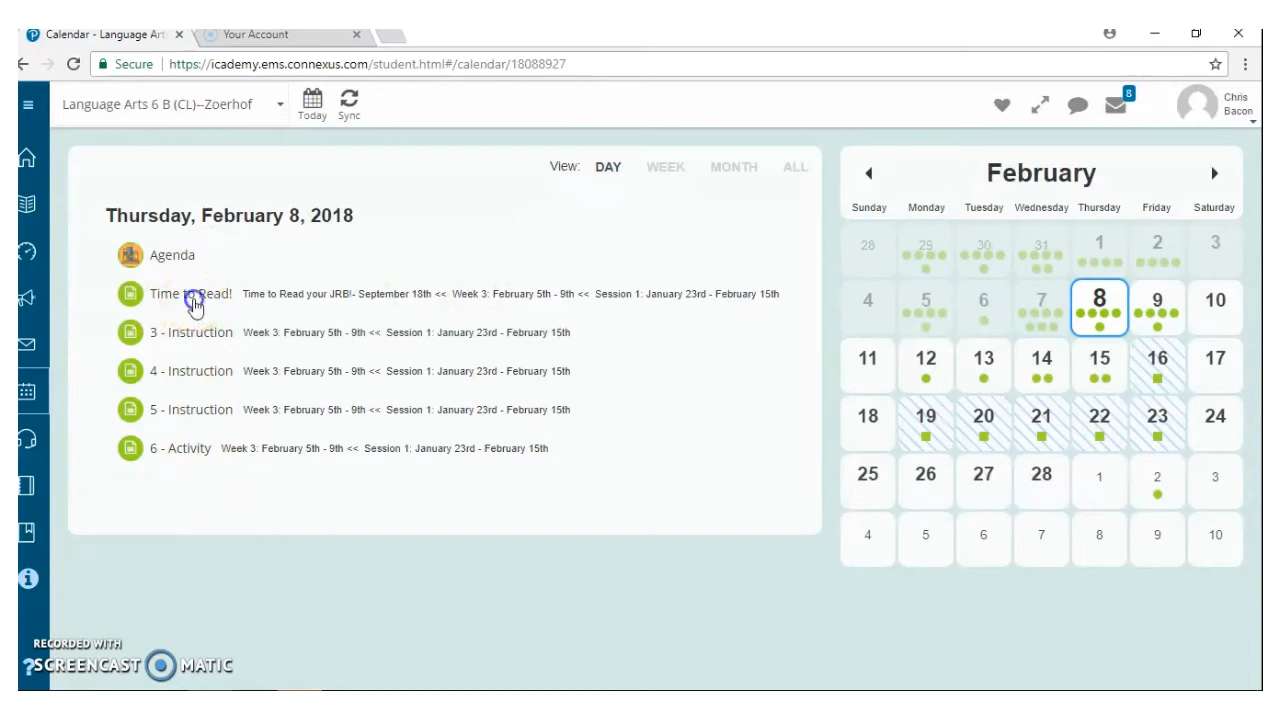 Calendar - Language Art
Your Account
Secure https://icademy.ems.connexus.com/student.html#/calendar/18088927
Language Arts 6 B (CL)--Zoerhof
Today
Sync
8
Chris
Bacon
View: DAY WEEK MONTH ALL
Thursday, February 8, 2018
Agenda
Time to Read! Time to Read your JRB!- September 18th << Week 3: February 5th - 9th << Session 1: January 23rd - February 15th
3 - Instruction Week 3: February 5th - 9th << Session 1: January 23rd - February 15th
4 - Instruction Week 3: February 5th - 9th << Session 1: January 23rd - February 15th
5 - Instruction Week 3: February 5th - 9th << Session 1: January 23rd - February 15th
6 - Activity Week 3: February 5th - 9th << Session 1: January 23rd - February 15th
February
Sunday Monday Tuesday Wednesday Thursday Friday Saturday
28 29 30 31 1 2 3
4 5 6 7 8 9 10
11 12 13 14 15 16 17
18 19 20 21 22 23 24
25 26 27 28 1 2 3
4 5 6 7 8 9 10
RECORDED WITH
?SCREENCAST MATIC